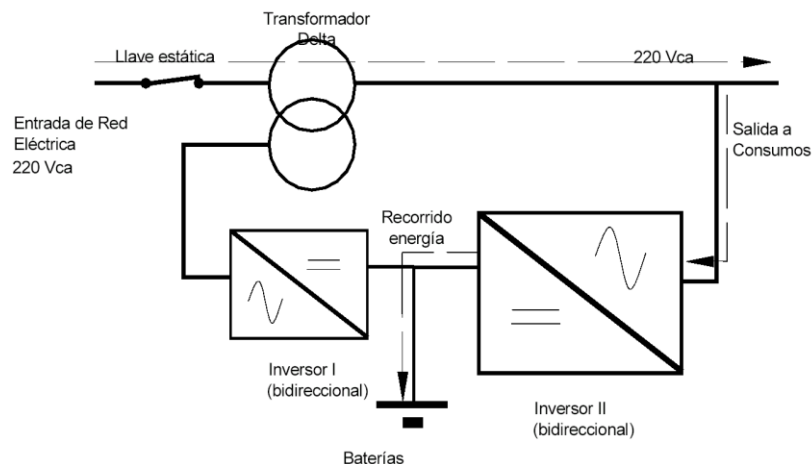 Transformador
Delta
Llave estática
220 Vca
Entrada de Red
Eléctrica
220 Vca
Salida a
Consumos
Recorrido
energía
Inversor I
(bidireccional)
Inversor II
(bidireccional)
Baterías